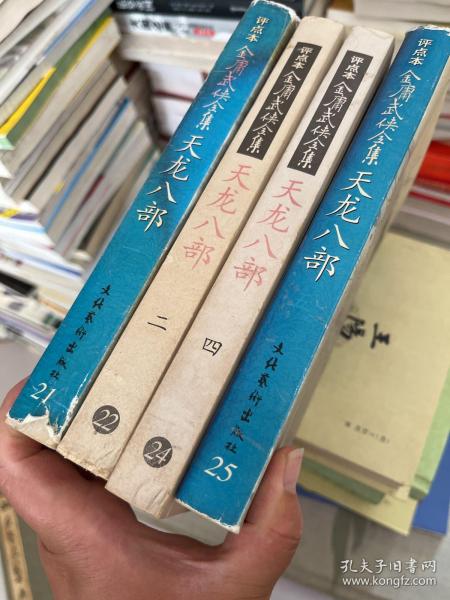 评点本
金庸武侠全集
天龙八部
文化艺术出版社
21
评点本
金庸武侠全集
天龙八部
二
22
评点本
金庸武侠全集
天龙八部
四
24
评点本
金庸武侠全集
天龙八部
文化艺术出版社
25
孔夫子旧书网
www.kongfz.com